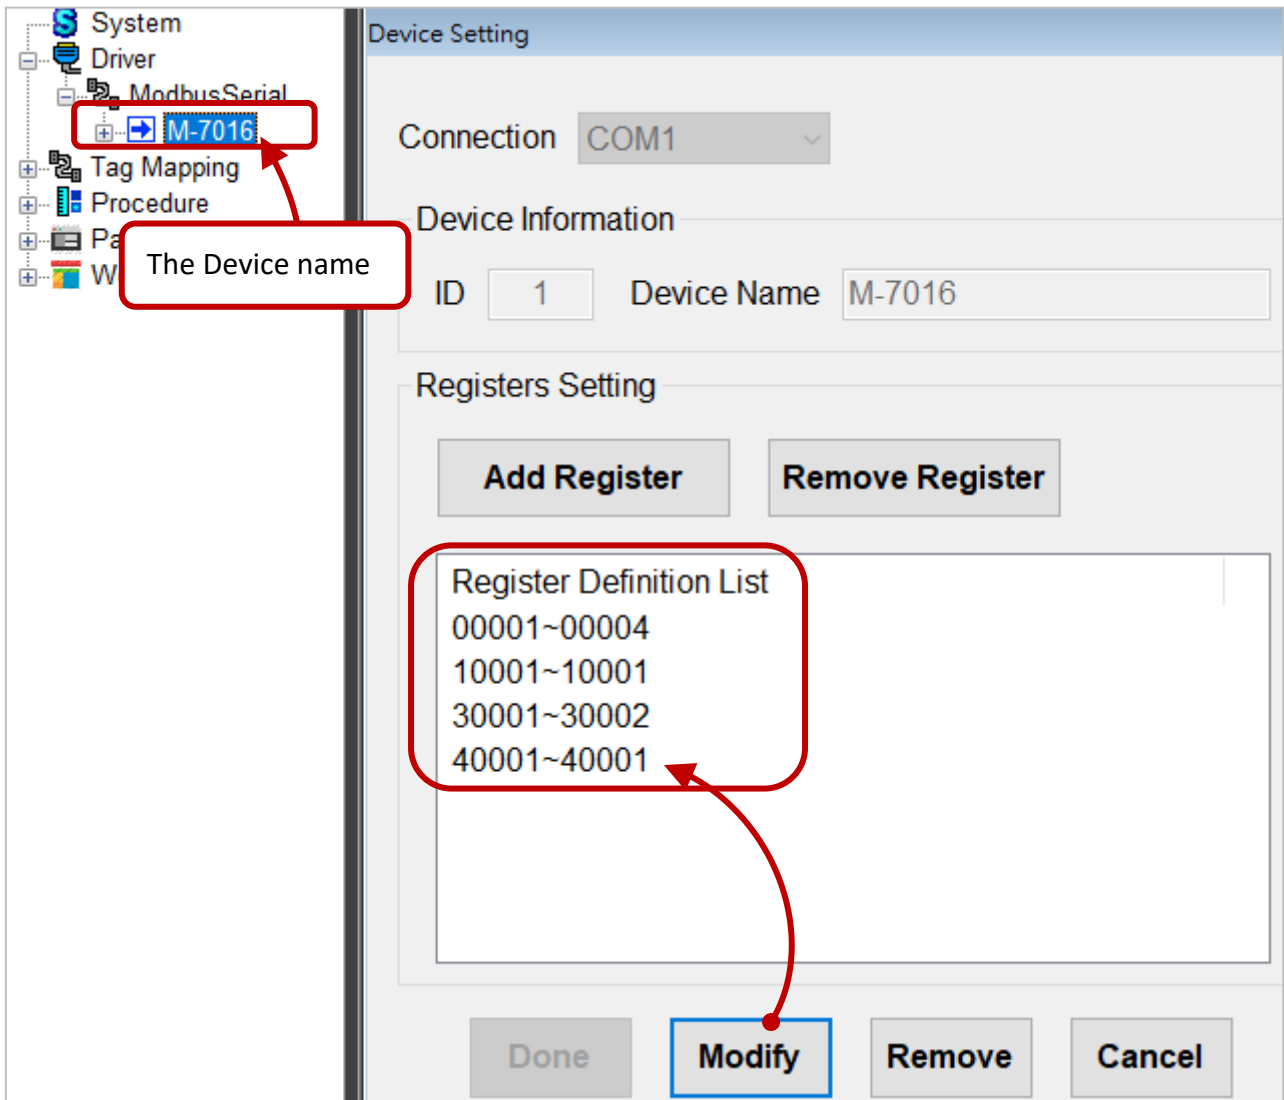 System
Driver
ModbusSerial
M-7016
Tag Mapping
Procedure
The Device name
Device Setting
Connection COM1
Device Information
ID 1 Device Name M-7016
Registers Setting
Add Register Remove Register
Register Definition List
00001~00004
10001~10001
30001~30002
40001~40001
Done Modify Remove Cancel